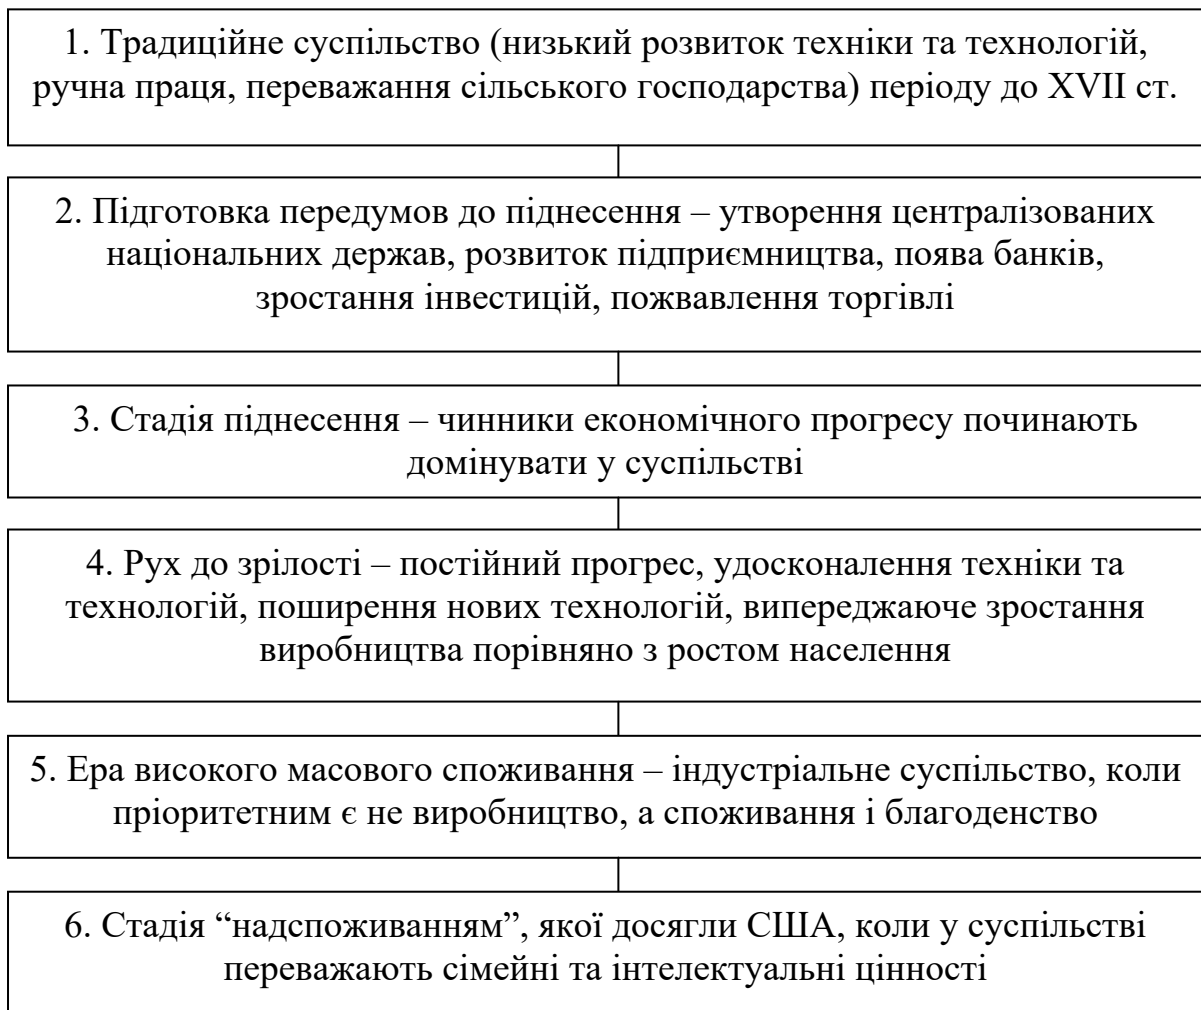 1. Традиційне суспільство (низький розвиток техніки та технологій,
ручна праця, переважання сільського господарства) періоду до XVII ст.
2. Підготовка передумов до піднесення – утворення централізованих
національних держав, розвиток підприємництва, поява банків,
зростання інвестицій, пожвавлення торгівлі
3. Стадія піднесення – чинники економічного прогресу починають
домінувати у суспільстві
4. Рух до зрілості – постійний прогрес, удосконалення техніки та
технологій, поширення нових технологій, випереджаюче зростання
виробництва порівняно з ростом населення
5. Ера високого масового споживання – індустріальне суспільство, коли
пріоритетним є не виробництво, а споживання і благоденство
6. Стадія “надспоживанням”, якої досягли США, коли у суспільстві
переважають сімейні та інтелектуальні цінності